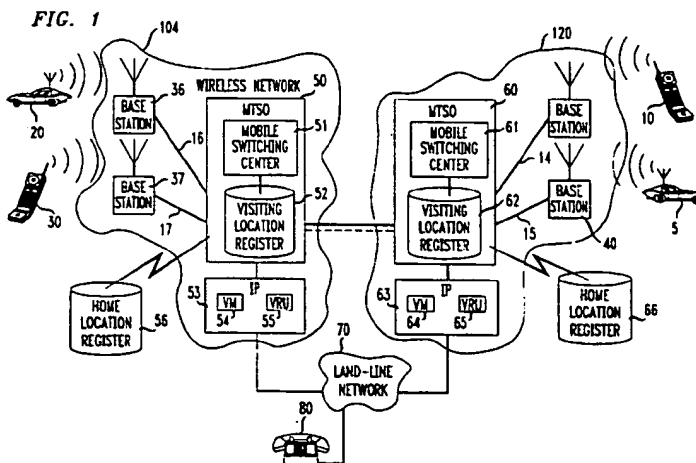 FIG. 1
104
120
WIRELESS NETWORK
50
60
MTSO
MTSO
36
51
61
10
20
BASE
STATION
MOBILE
SWITCHING
CENTER
MOBILE
SWITCHING
CENTER
BASE
STATION
16
14
37
52
62
BASE
STATION
VISITING
LOCATION
REGISTER
VISITING
LOCATION
REGISTER
BASE
STATION
30
17
15
40
5
53
IP
VM
VRU
54
55
63
IP
VM
VRU
64
65
HOME
LOCATION
REGISTER
56
HOME
LOCATION
REGISTER
66
70
LAND-LINE
NETWORK
80